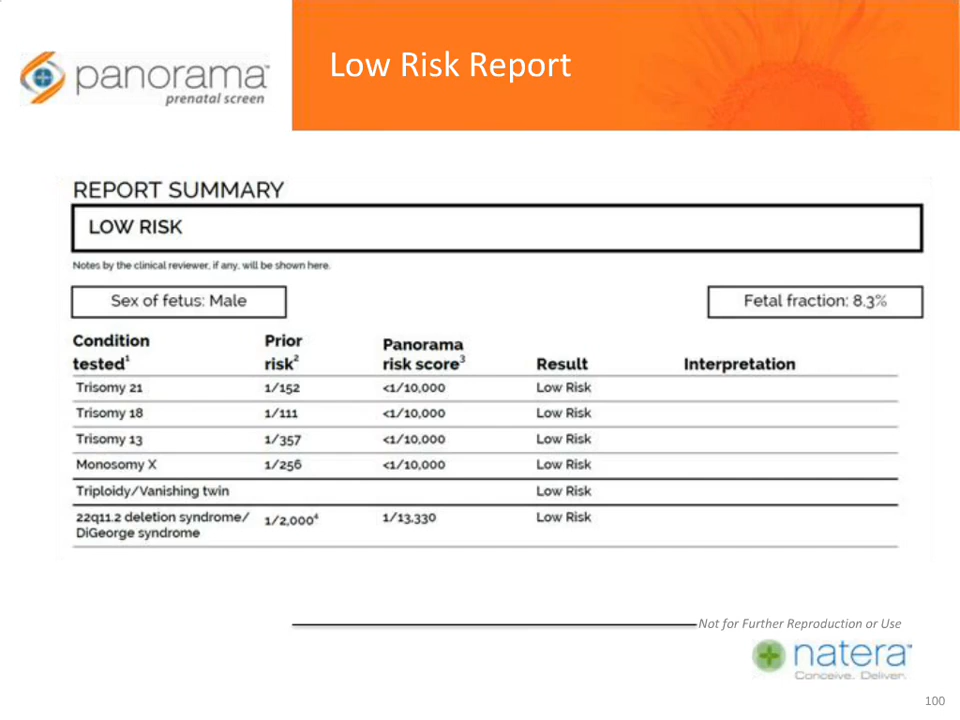 panorama™
prenatal screen
Low Risk Report
REPORT SUMMARY
LOW RISK
Notes by the clinical reviewer, if any, will be shown here.
Sex of fetus: Male
Fetal fraction: 8.3%
Condition tested¹ Prior risk² Panorama risk score³ Result Interpretation
Trisomy 21 1/152 <1/10,000 Low Risk
Trisomy 18 1/111 <1/10,000 Low Risk
Trisomy 13 1/357 <1/10,000 Low Risk
Monosomy X 1/256 <1/10,000 Low Risk
Triploidy/Vanishing twin Low Risk
22q11.2 deletion syndrome/ 1/2,000⁴ 1/13,330 Low Risk
DiGeorge syndrome
Not for Further Reproduction or Use
natera™
Conceive. Deliver.
100